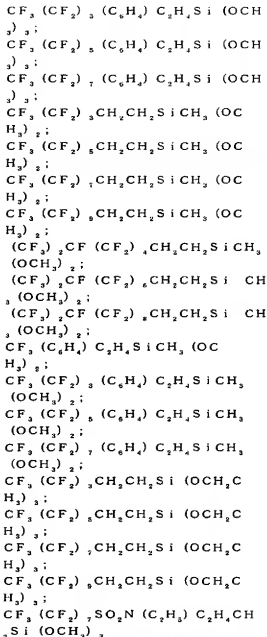 CF₃(CF₂)₃(C₆H₄)C₂H₄Si(OCH
₃)₃;
CF₃(CF₂)₅(C₆H₄)C₂H₄Si(OCH
₃)₃;
CF₃(CF₂)₇(C₆H₄)C₂H₄Si(OCH
₃)₃;
CF₃(CF₂)₃CH₂CH₂SiCH₃(OC
H₃)₂;
CF₃(CF₂)₅CH₂CH₂SiCH₃(OC
H₃)₂;
CF₃(CF₂)₇CH₂CH₂SiCH₃(OC
H₃)₂;
CF₃(CF₂)₉CH₂CH₂SiCH₃(OC
H₃)₂;
(CF₃)₂CF(CF₂)₄CH₂CH₂SiCH₃
(OCH₃)₂;
(CF₃)₂CF(CF₂)₆CH₂CH₂Si CH
₃(OCH₃)₂;
(CF₃)₂CF(CF₂)₈CH₂CH₂Si CH
₃(OCH₃)₂;
CF₃(C₆H₄)C₂H₄SiCH₃(OC
H₃)₂;
CF₃(CF₂)₃(C₆H₄)C₂H₄SiCH₃
(OCH₃)₂;
CF₃(CF₂)₅(C₆H₄)C₂H₄SiCH₃
(OCH₃)₂;
CF₃(CF₂)₇(C₆H₄)C₂H₄SiCH₃
(OCH₃)₂;
CF₃(CF₂)₃CH₂CH₂Si(OCH₂C
H₃)₃;
CF₃(CF₂)₅CH₂CH₂Si(OCH₂C
H₃)₃;
CF₃(CF₂)₇CH₂CH₂Si(OCH₂C
H₃)₃;
CF₃(CF₂)₉CH₂CH₂Si(OCH₂C
H₃)₃;
CF₃(CF₂)₇SO₂N(C₂H₅)C₂H₄CH
₂Si(OCH₃)₃